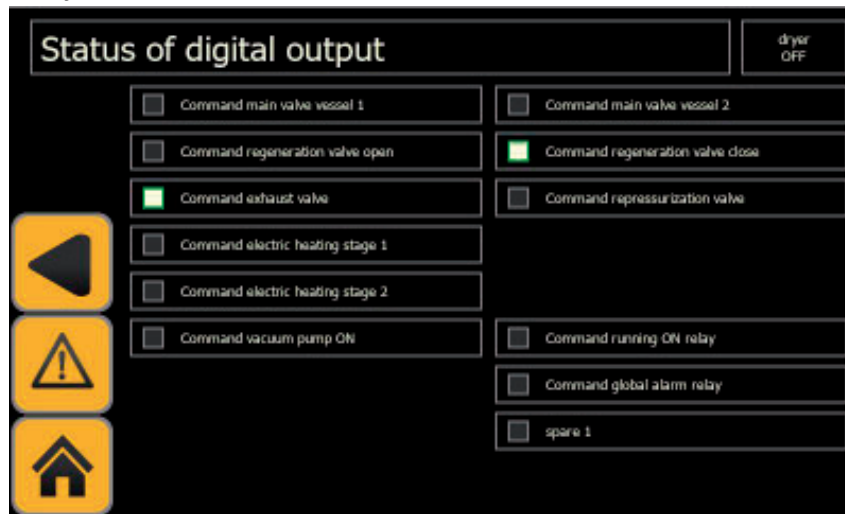 Status of digital output
dryer
OFF
Command main valve vessel 1
Command main valve vessel 2
Command regeneration valve open
Command regeneration valve close
Command exhaust valve
Command repressurization valve
Command electric heating stage 1
Command electric heating stage 2
Command vacuum pump ON
Command running ON relay
Command global alarm relay
spare 1